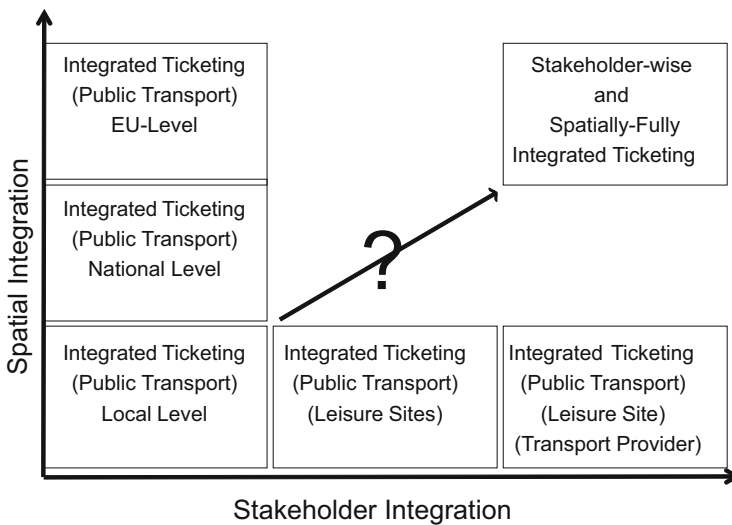 Spatial Integration
Integrated Ticketing
(Public Transport)
EU-Level
Stakeholder-wise
and
Spatially-Fully
Integrated Ticketing
Integrated Ticketing
(Public Transport)
National Level
?
Integrated Ticketing
(Public Transport)
Local Level
Integrated Ticketing
(Public Transport)
(Leisure Sites)
Integrated Ticketing
(Public Transport)
(Leisure Site)
(Transport Provider)
Stakeholder Integration